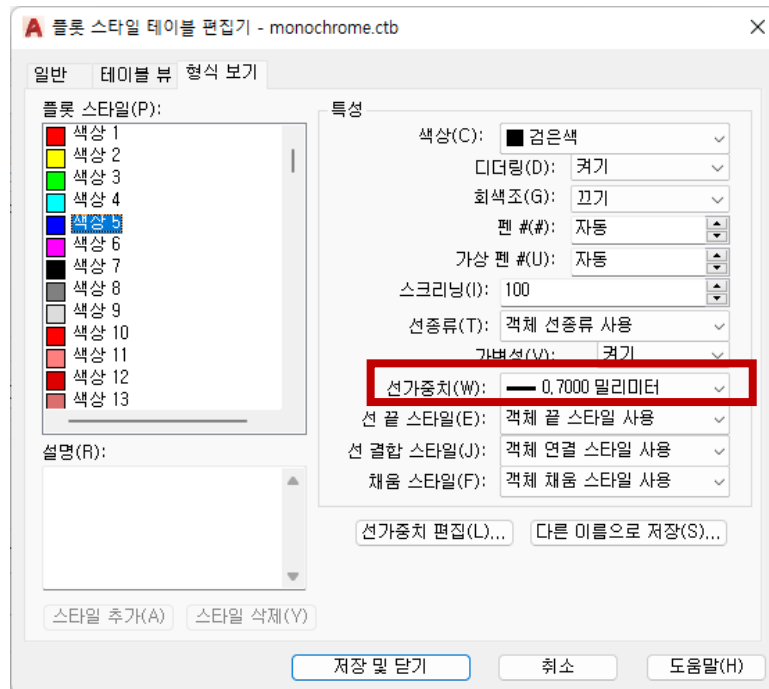 플롯 스타일 테이블 편집기 - monochrome.ctb
일반 테이블 뷰 형식 보기
플롯 스타일(P):
색상 1
색상 2
색상 3
색상 4
색상 5
색상 6
색상 7
색상 8
색상 9
색상 10
색상 11
색상 12
색상 13
설명(R):
스타일 추가(A) 스타일 삭제(Y)
특성
색상(C): 검은색
디더링(D): 켜기
회색조(G): 끄기
펜 #(#): 자동
가상 펜 #(U): 자동
스크리닝(I): 100
선종류(T): 객체 선종류 사용
가변성(V): 켜기
선가중치(W): 0,7000 밀리미터
선 끝 스타일(E): 객체 끝 스타일 사용
선 결합 스타일(J): 객체 연결 스타일 사용
채움 스타일(F): 객체 채움 스타일 사용
선가중치 편집(L)... 다른 이름으로 저장(S)...
저장 및 닫기 취소 도움말(H)